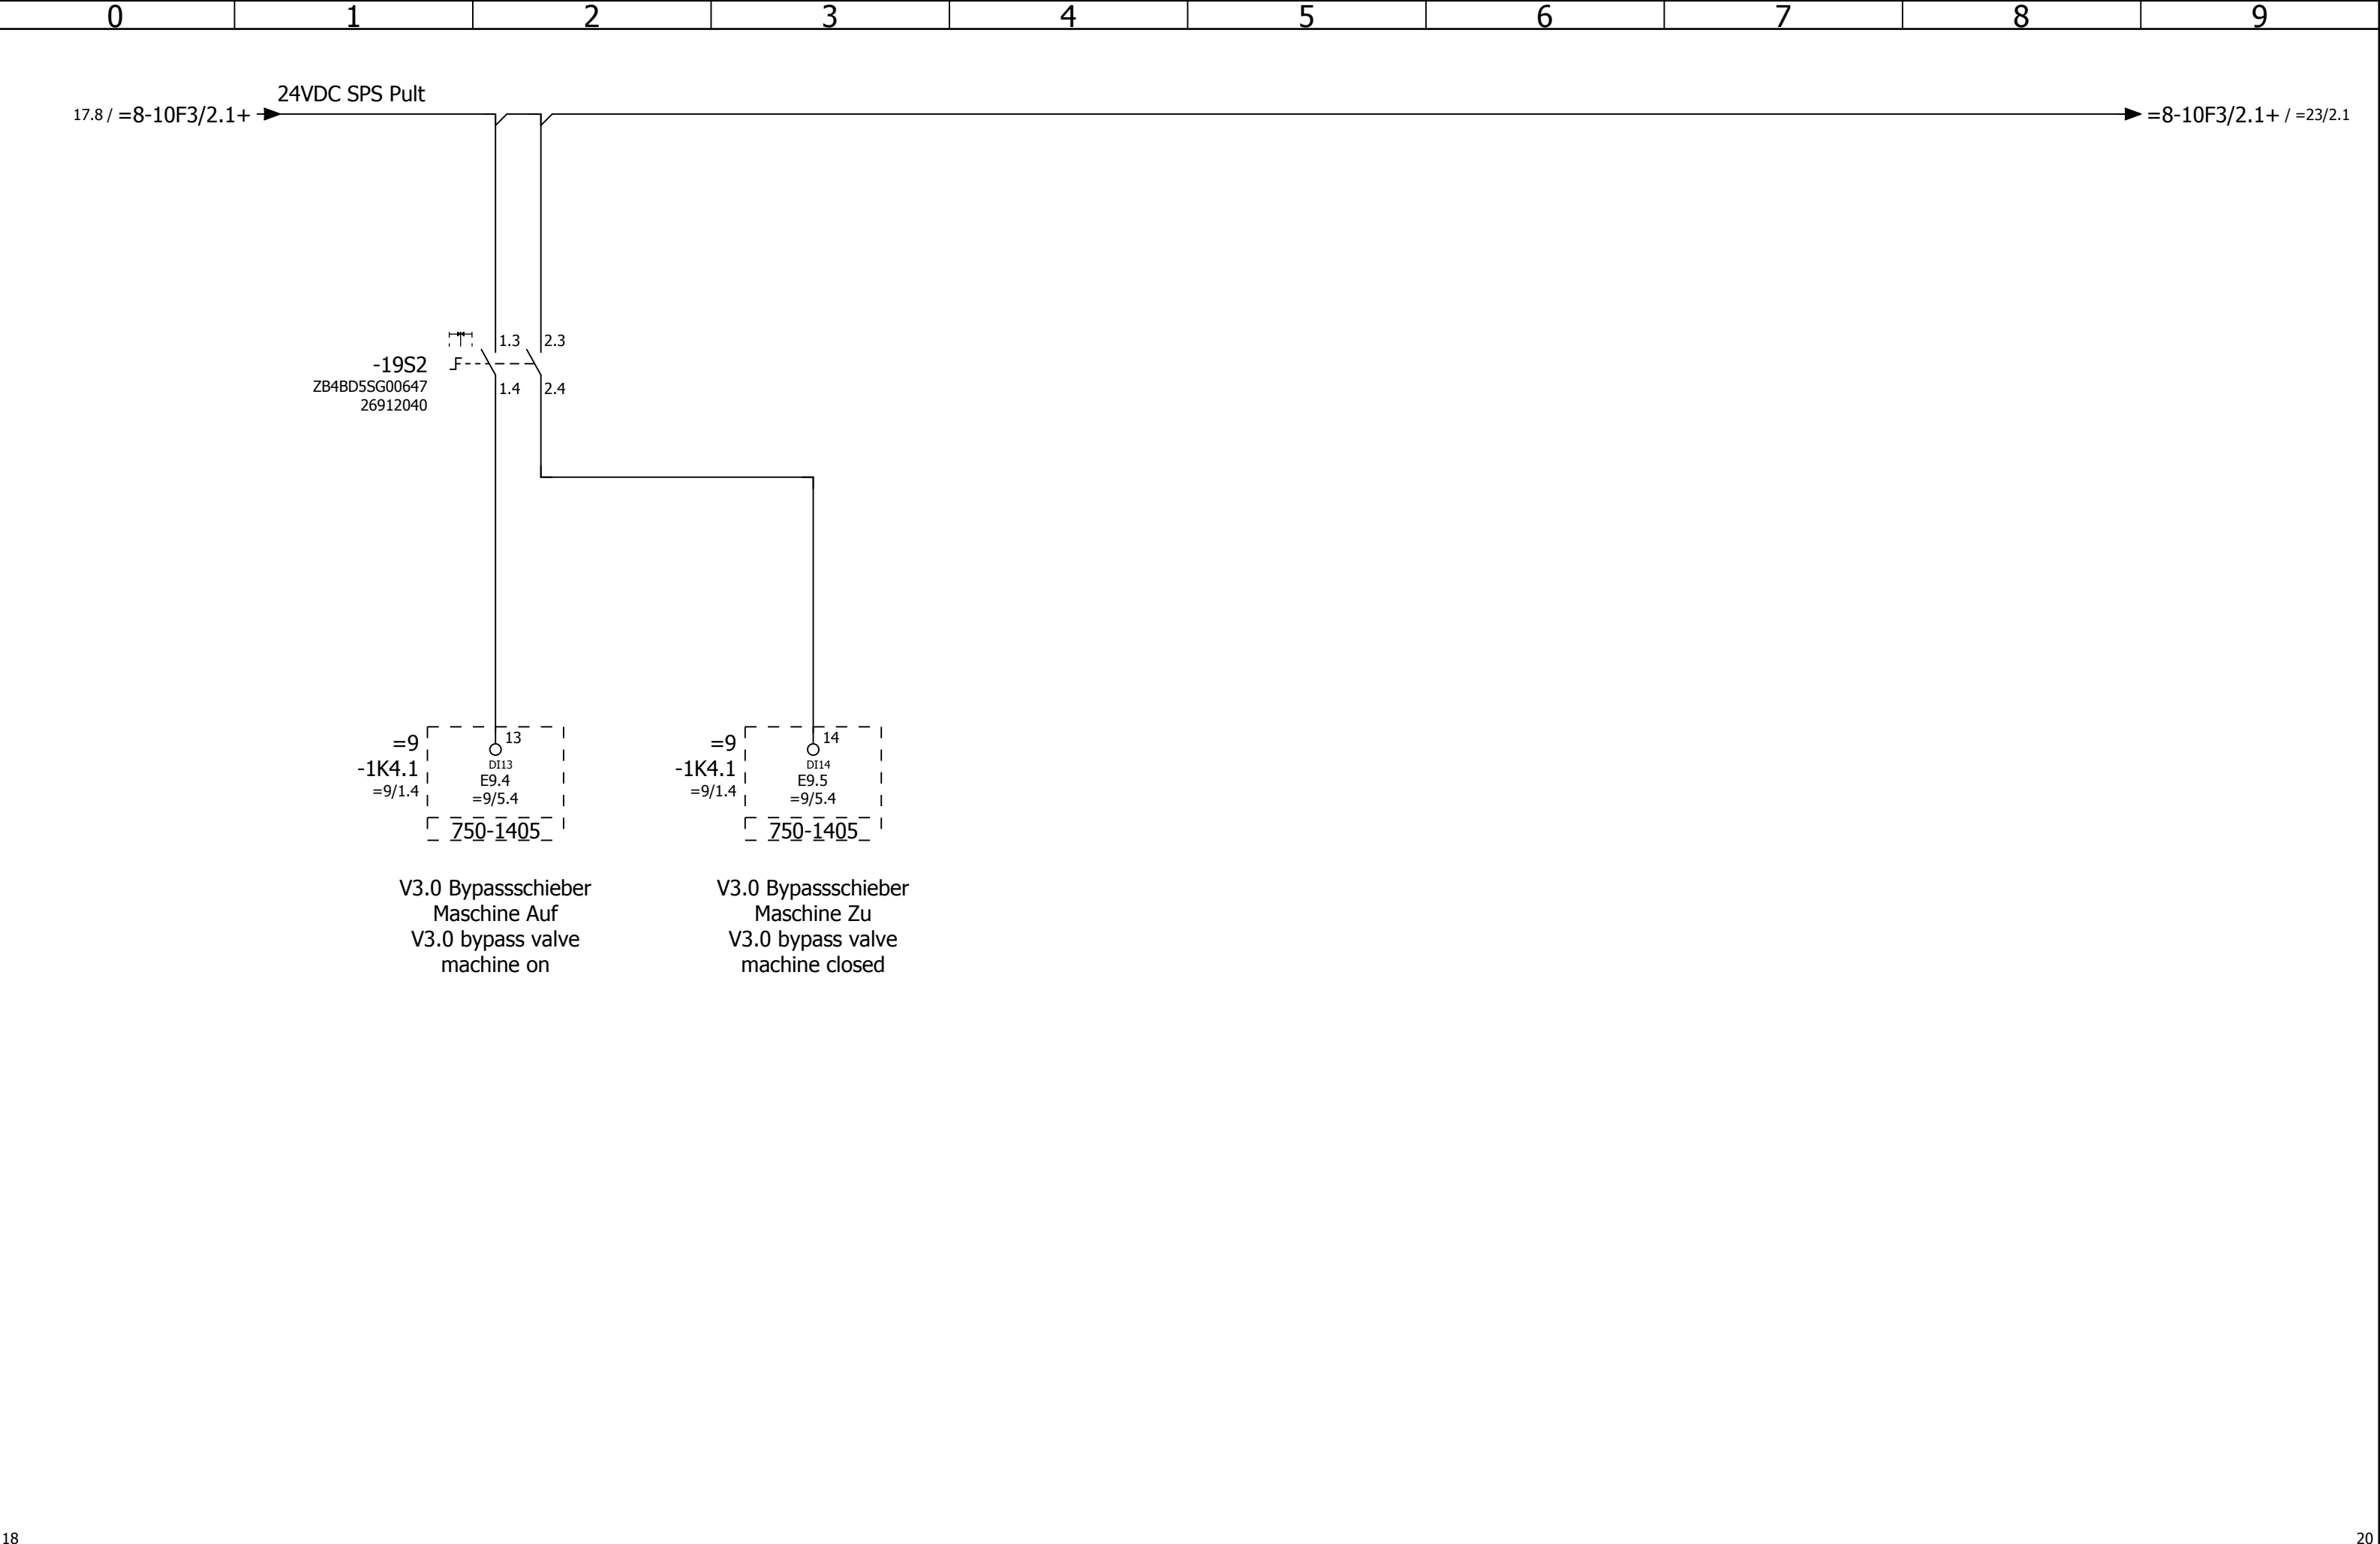 0 1 2 3 4 5 6 7 8 9
24VDC SPS Pult
17.8 / =8-10F3/2.1+
=8-10F3/2.1+ / =23/2.1
1.3
2.3
-19S2
ZB4BD5SG00647
26912040
1.4
2.4
=9
-1K4.1
=9/1.4
13
DI13
E9.4
=9/5.4
750-1405
=9
-1K4.1
=9/1.4
14
DI14
E9.5
=9/5.4
750-1405
V3.0 Bypassschieber
Maschine Auf
V3.0 bypass valve
machine on
V3.0 Bypassschieber
Maschine Zu
V3.0 bypass valve
machine closed
18
20